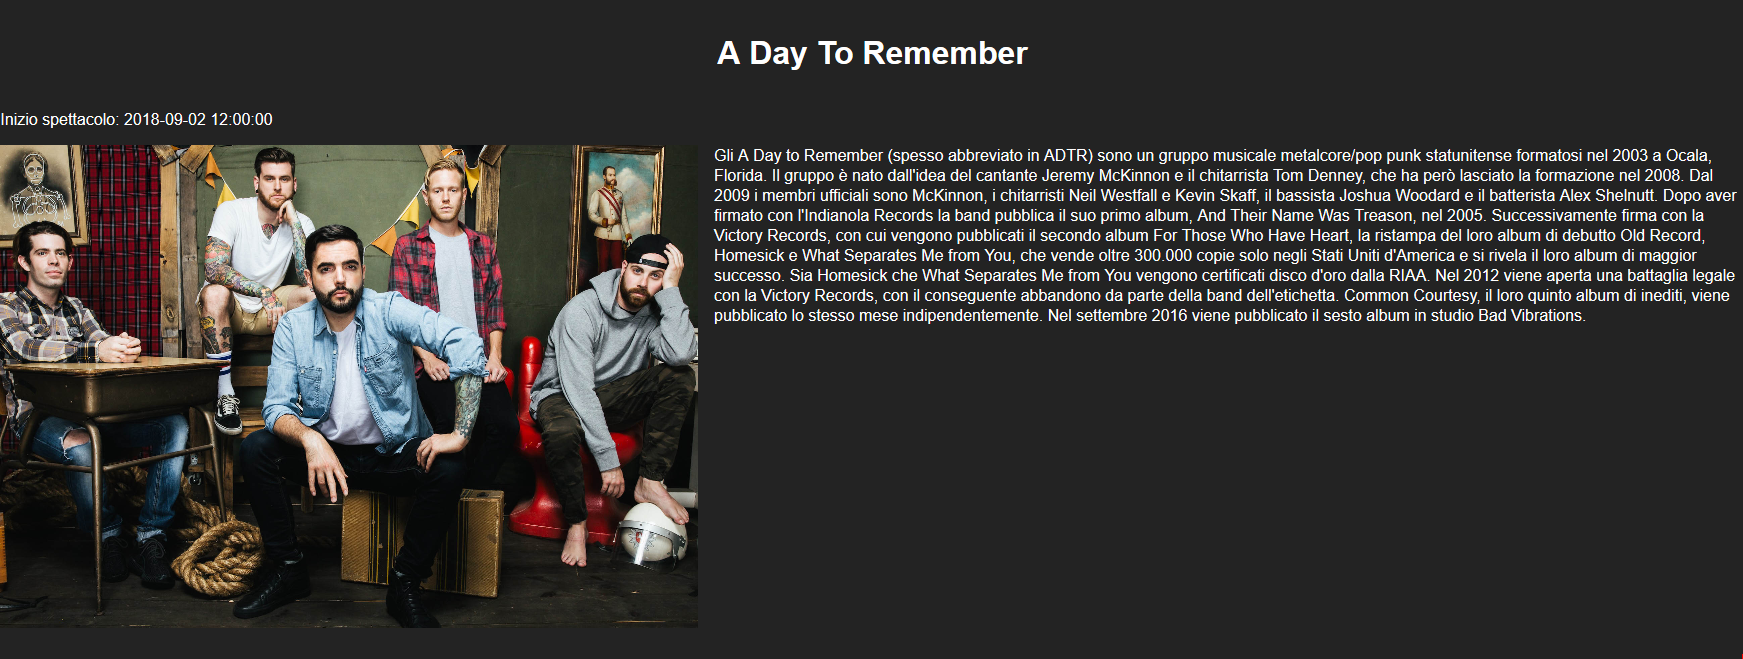 A Day To Remember
Inizio spettacolo: 2018-09-02 12:00:00
Gli A Day to Remember (spesso abbreviato in ADTR) sono un gruppo musicale metalcore/pop punk statunitense formatosi nel 2003 a Ocala,
Florida. Il gruppo è nato dall'idea del cantante Jeremy McKinnon e il chitarrista Tom Denney, che ha però lasciato la formazione nel 2008. Dal
2009 i membri ufficiali sono McKinnon, i chitarristi Neil Westfall e Kevin Skaff, il bassista Joshua Woodard e il batterista Alex Shelnutt. Dopo aver
firmato con l'Indianola Records la band pubblica il suo primo album, And Their Name Was Treason, nel 2005. Successivamente firma con la
Victory Records, con cui vengono pubblicati il secondo album For Those Who Have Heart, la ristampa del loro album di debutto Old Record,
Homesick e What Separates Me from You, che vende oltre 300.000 copie solo negli Stati Uniti d'America e si rivela il loro album di maggior
successo. Sia Homesick che What Separates Me from You vengono certificati disco d'oro dalla RIAA. Nel 2012 viene aperta una battaglia legale
con la Victory Records, con il conseguente abbandono da parte della band dell'etichetta. Common Courtesy, il loro quinto album di inediti, viene
pubblicato lo stesso mese indipendentemente. Nel settembre 2016 viene pubblicato il sesto album in studio Bad Vibrations.